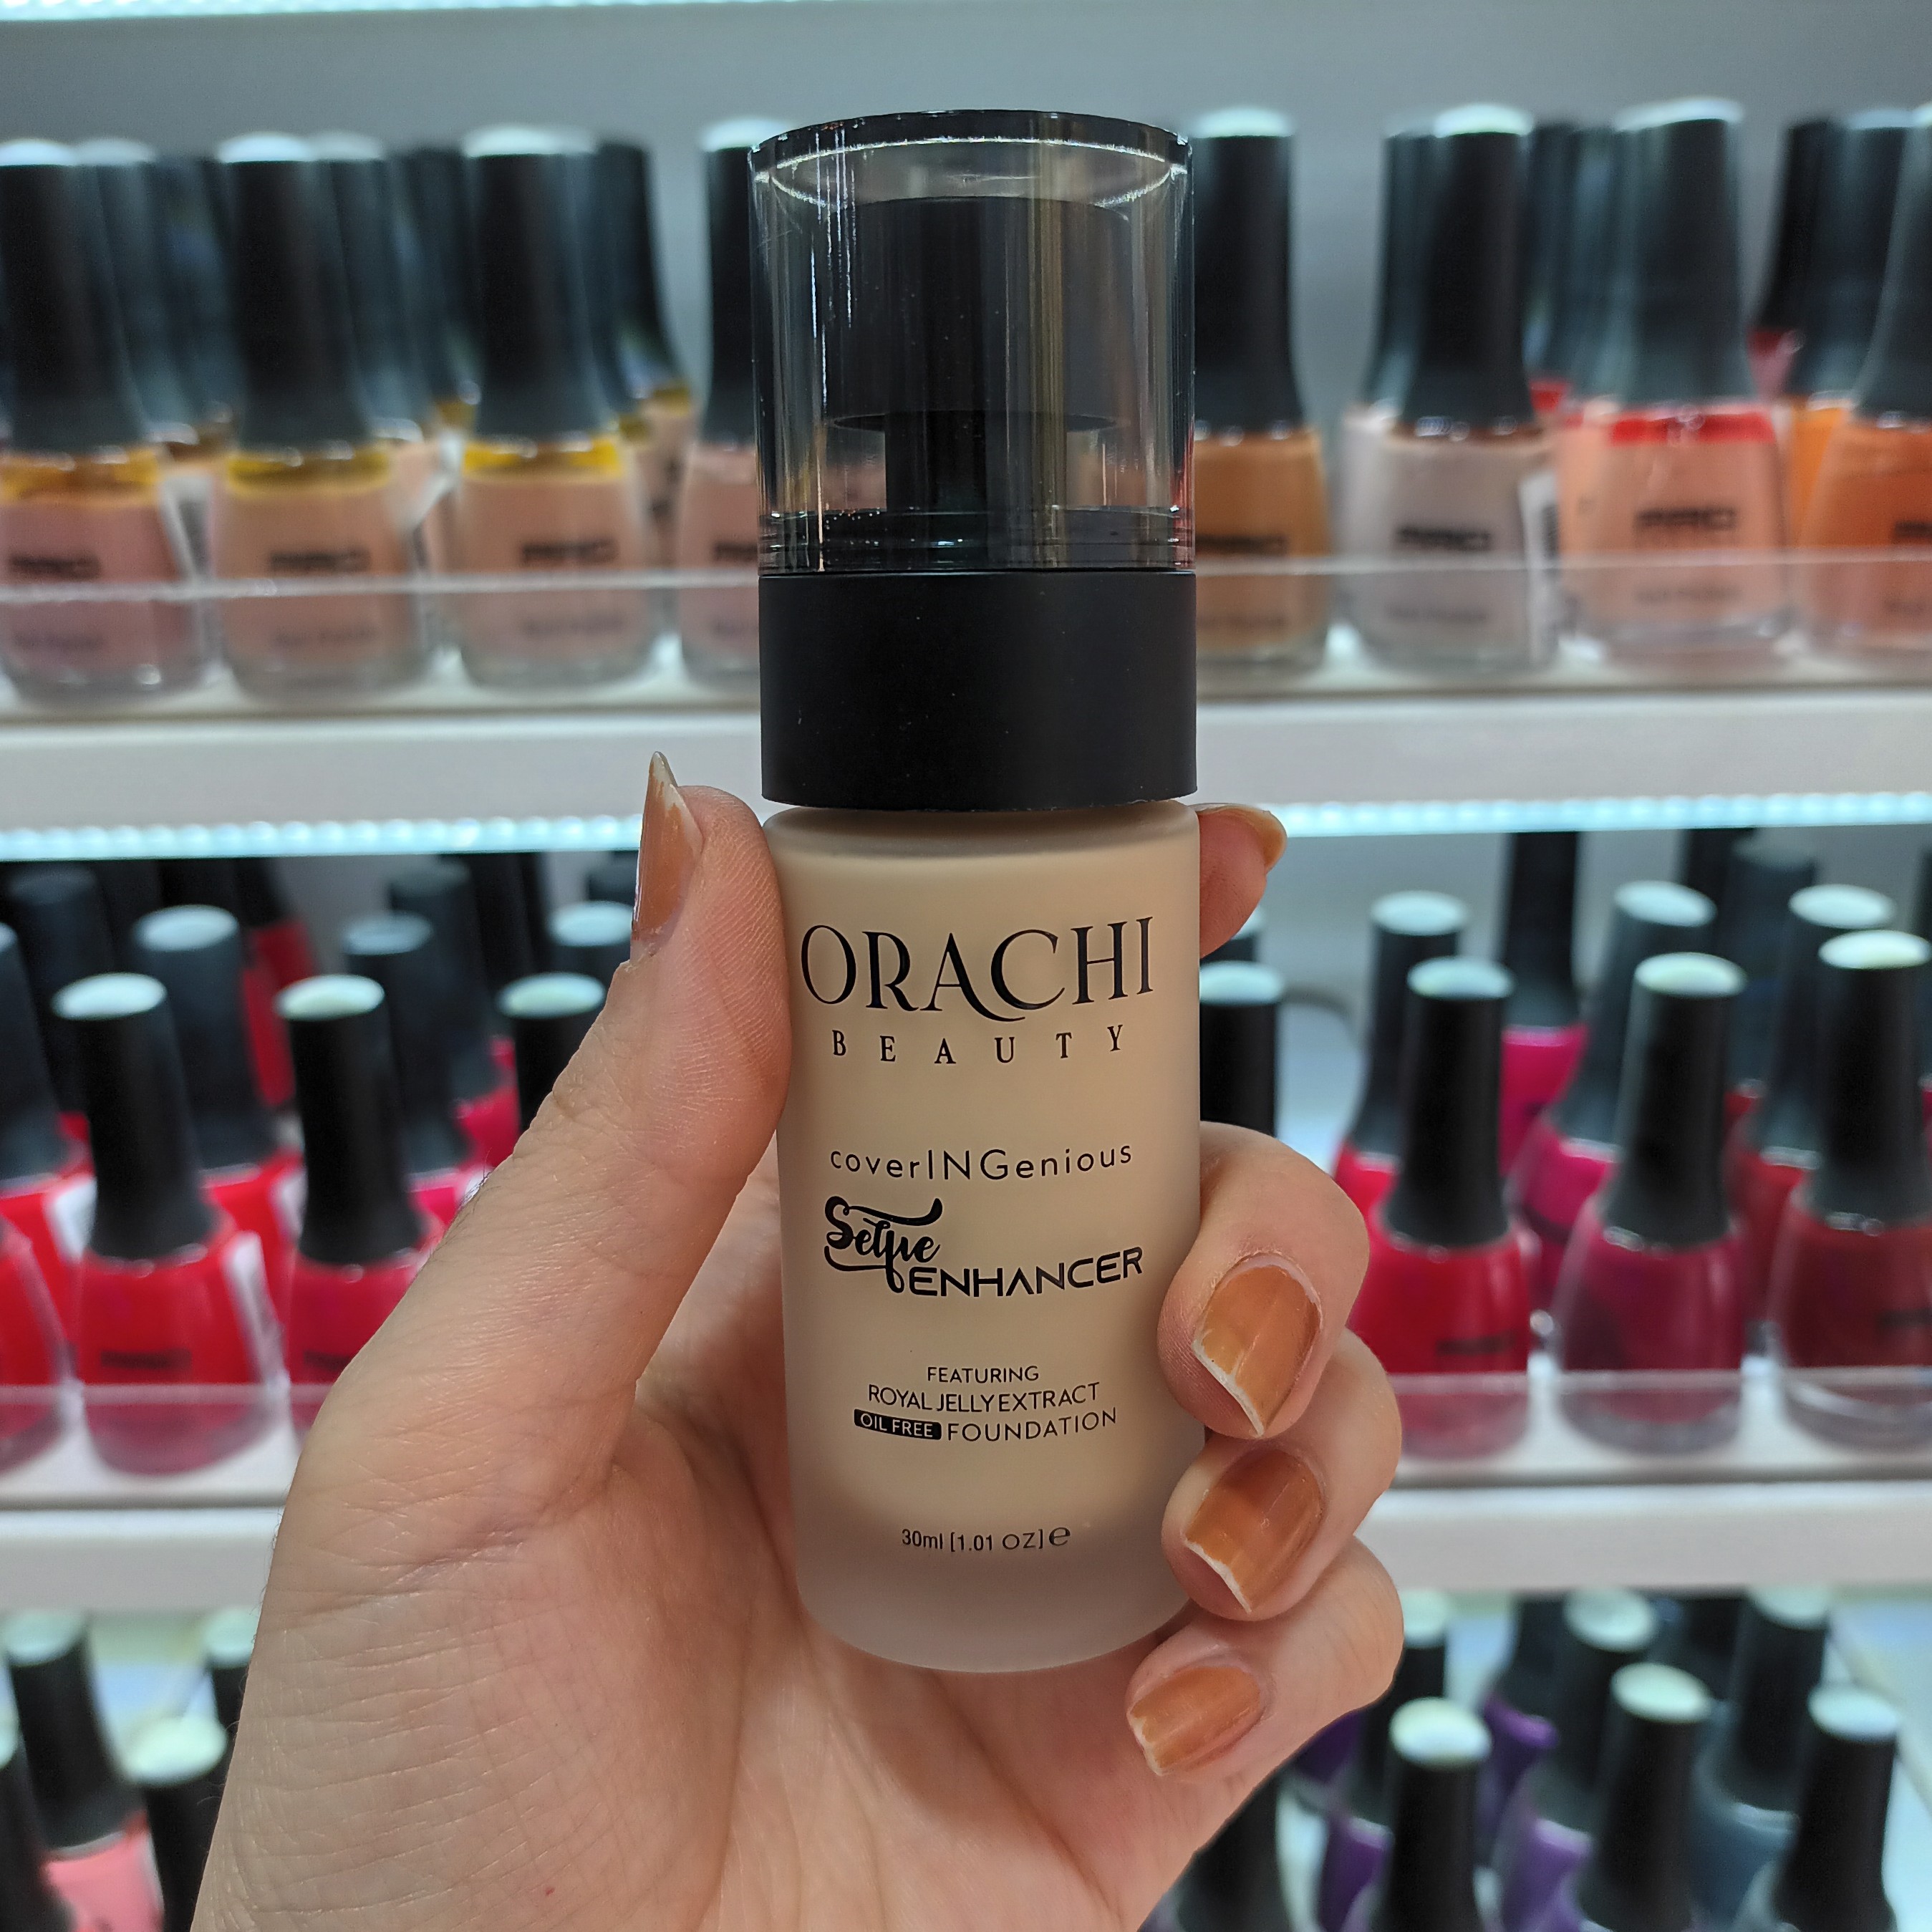 ORACHI
BEAUTY
coverINGenious
Selfie
ENHANCER
FEATURING
ROYAL JELLY EXTRACT
OIL FREE FOUNDATION
30ml [1.01 OZ] ℮